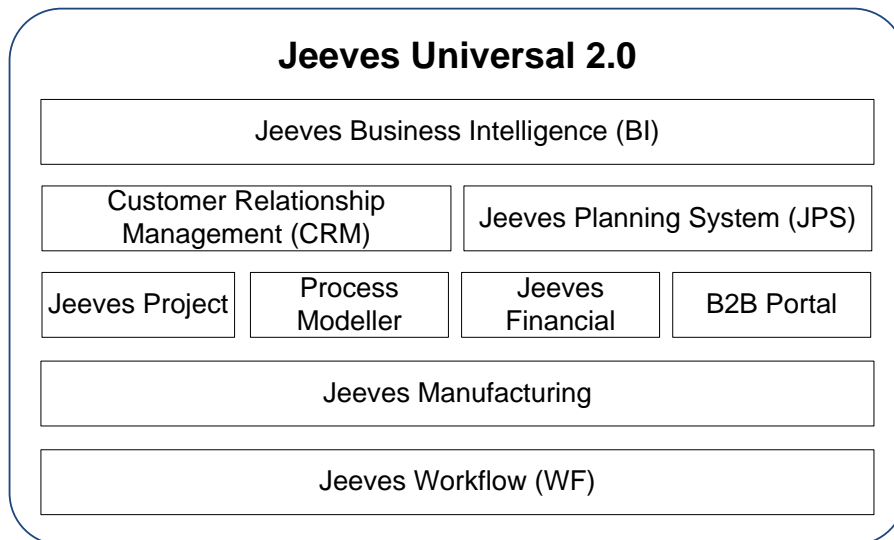 Jeeves Universal 2.0
Jeeves Business Intelligence (BI)
Customer Relationship
Management (CRM)
Jeeves Planning System (JPS)
Jeeves Project
Process
Modeller
Jeeves
Financial
B2B Portal
Jeeves Manufacturing
Jeeves Workflow (WF)